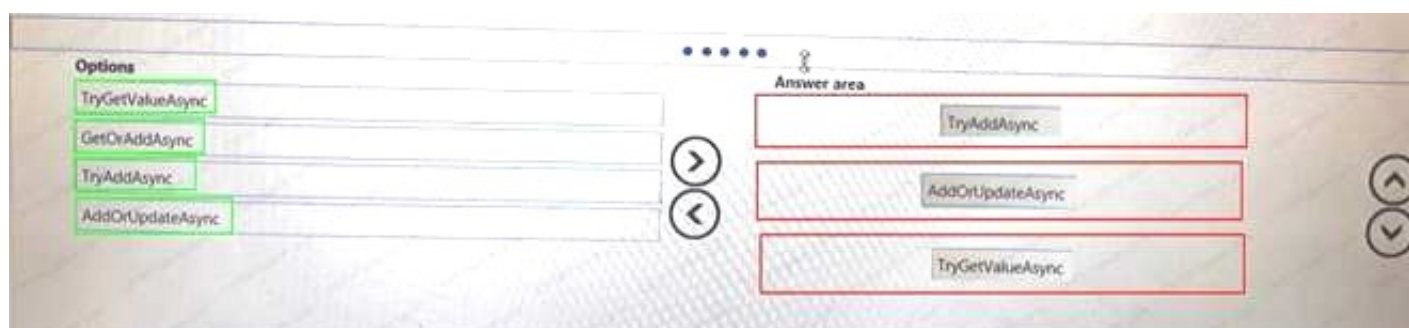 Options
TryGetValueAsync
GetOrAddAsync
TryAddAsync
AddOrUpdateAsync
Answer area
TryAddAsync
AddOrUpdateAsync
TryGetValueAsync